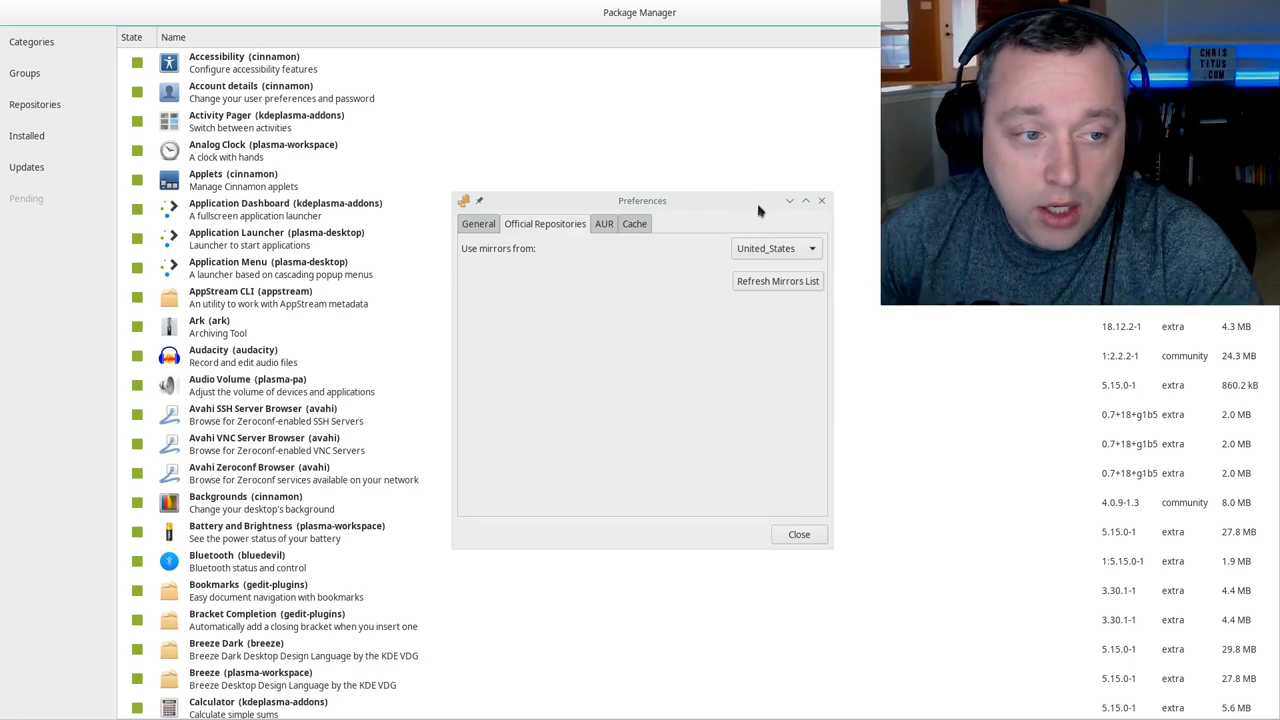 Package Manager
Categories
Groups
Repositories
Installed
Updates
Pending
State Name
Accessibility (cinnamon)
Configure accessibility features
Account details (cinnamon)
Change your user preferences and password
Activity Pager (kdeplasma-addons)
Switch between activities
Analog Clock (plasma-workspace)
A clock with hands
Applets (cinnamon)
Manage Cinnamon applets
Application Dashboard (kdeplasma-addons)
A fullscreen application launcher
Application Launcher (plasma-desktop)
Launcher to start applications
Application Menu (plasma-desktop)
A launcher based on cascading popup menus
AppStream CLI (appstream)
An utility to work with AppStream metadata
Ark (ark)
Archiving Tool
18.12.2-1 extra 4.3 MB
Audacity (audacity)
Record and edit audio files
1:2.2.2-1 community 24.3 MB
Audio Volume (plasma-pa)
Adjust the volume of devices and applications
5.15.0-1 extra 860.2 kB
Avahi SSH Server Browser (avahi)
Browse for Zeroconf-enabled SSH Servers
0.7+18+g1b5 extra 2.0 MB
Avahi VNC Server Browser (avahi)
Browse for Zeroconf-enabled VNC Servers
0.7+18+g1b5 extra 2.0 MB
Avahi Zeroconf Browser (avahi)
Browse for Zeroconf services available on your network
0.7+18+g1b5 extra 2.0 MB
Backgrounds (cinnamon)
Change your desktop's background
4.0.9-1.3 community 8.0 MB
Battery and Brightness (plasma-workspace)
See the power status of your battery
5.15.0-1 extra 27.8 MB
Bluetooth (bluedevil)
Bluetooth status and control
1:5.15.0-1 extra 1.9 MB
Bookmarks (gedit-plugins)
Easy document navigation with bookmarks
3.30.1-1 extra 4.4 MB
Bracket Completion (gedit-plugins)
Automatically add a closing bracket when you insert one
3.30.1-1 extra 4.4 MB
Breeze Dark (breeze)
Breeze Dark Desktop Design Language by the KDE VDG
5.15.0-1 extra 29.8 MB
Breeze (plasma-workspace)
Breeze Desktop Design Language by the KDE VDG
5.15.0-1 extra 27.8 MB
Calculator (kdeplasma-addons)
Calculate simple sums
5.15.0-1 extra 5.6 MB
Preferences
General Official Repositories AUR Cache
Use mirrors from: United_States
Refresh Mirrors List
Close
CHRIS
TITUS
.COM